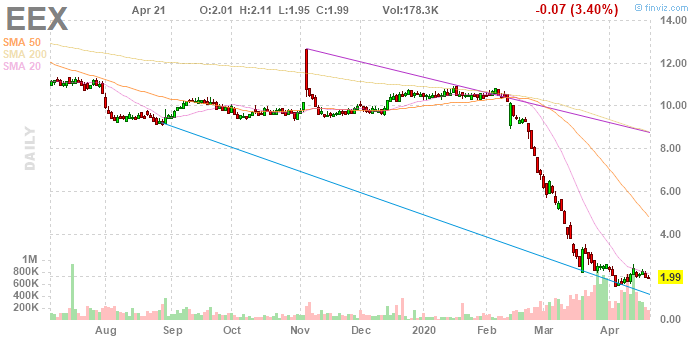 EEX Apr 21 O:2.01 H:2.11 L:1.95 C:1.99 Vol:178.3K -0.07 (3.40%) © finviz.com
SMA 50
SMA 200
SMA 20
DAILY
14.00
12.00
10.00
8.00
6.00
4.00
1.99
0.00
1M
800K
600K
400K
200K
Aug Sep Oct Nov Dec 2020 Feb Mar Apr